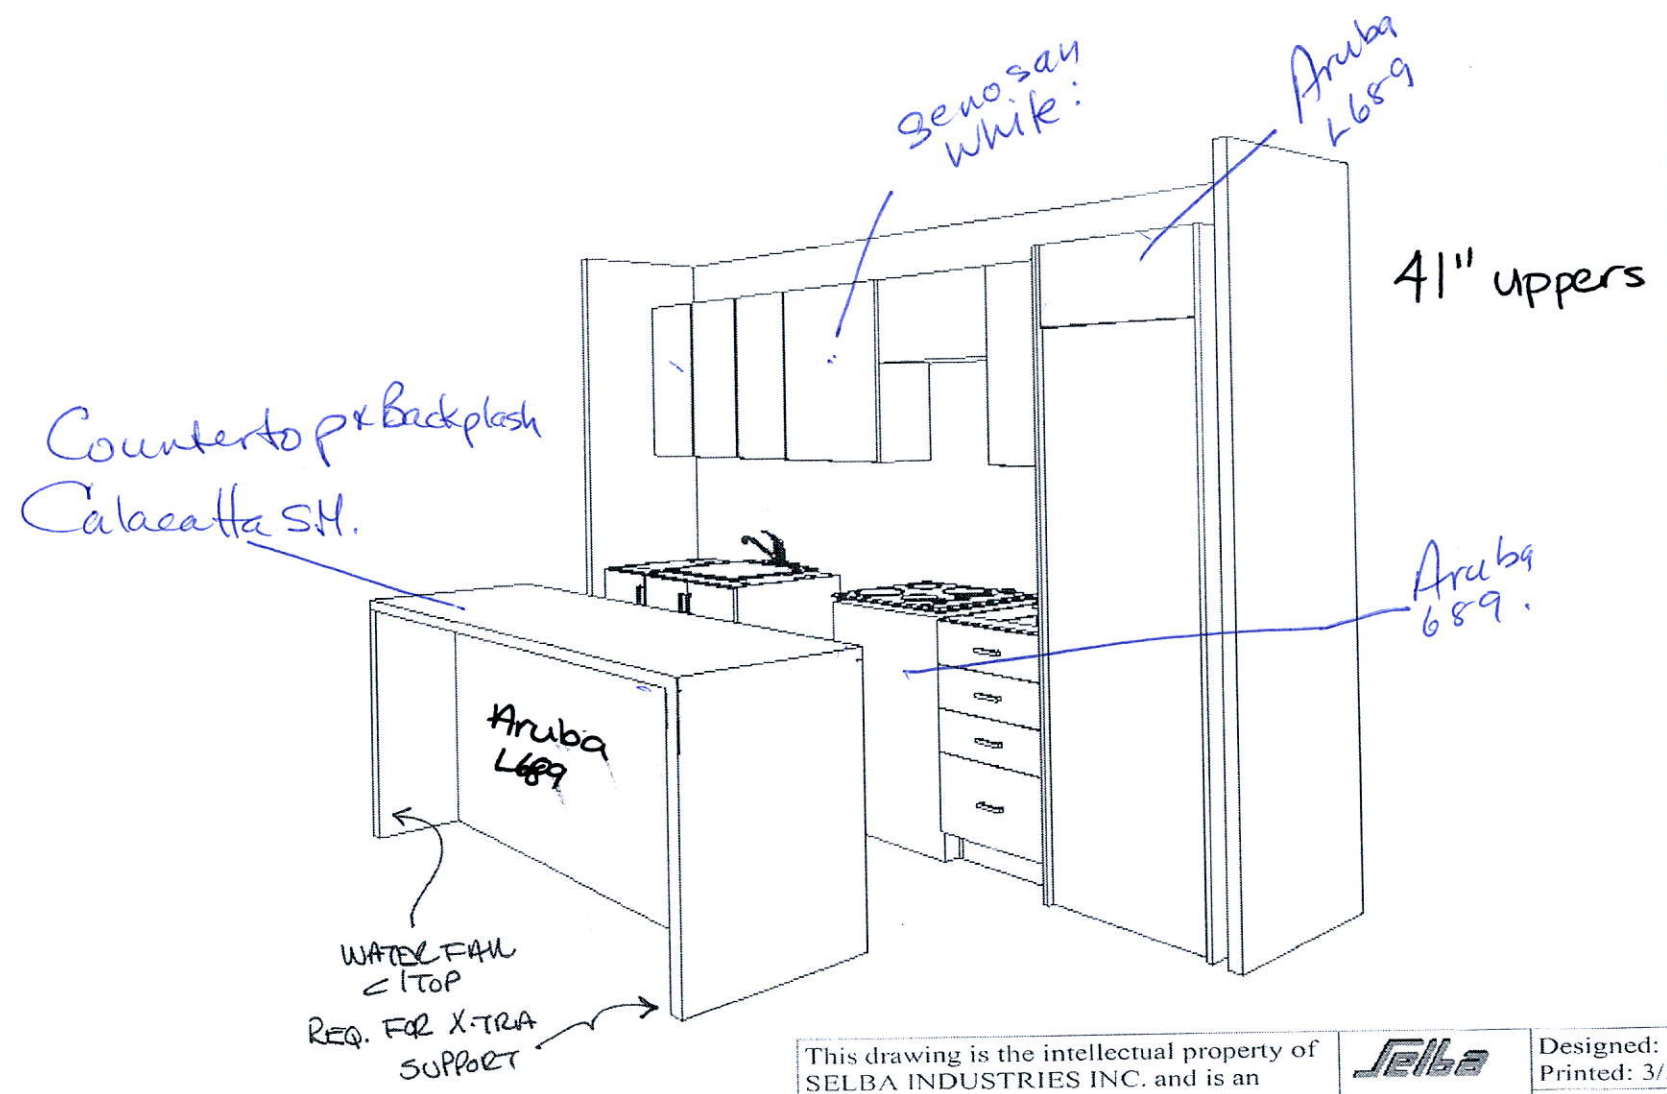 Senosan
White:
Aruba
L689
41" uppers
Countertop & Backplash
Calacatta SM.
Aruba
689.
Aruba
L689
WATERFALL
C/TOP
REQ. FOR X-TRA
SUPPORT
This drawing is the intellectual property of
SELBA INDUSTRIES INC. and is an
Selba
Designed:
Printed: 3/